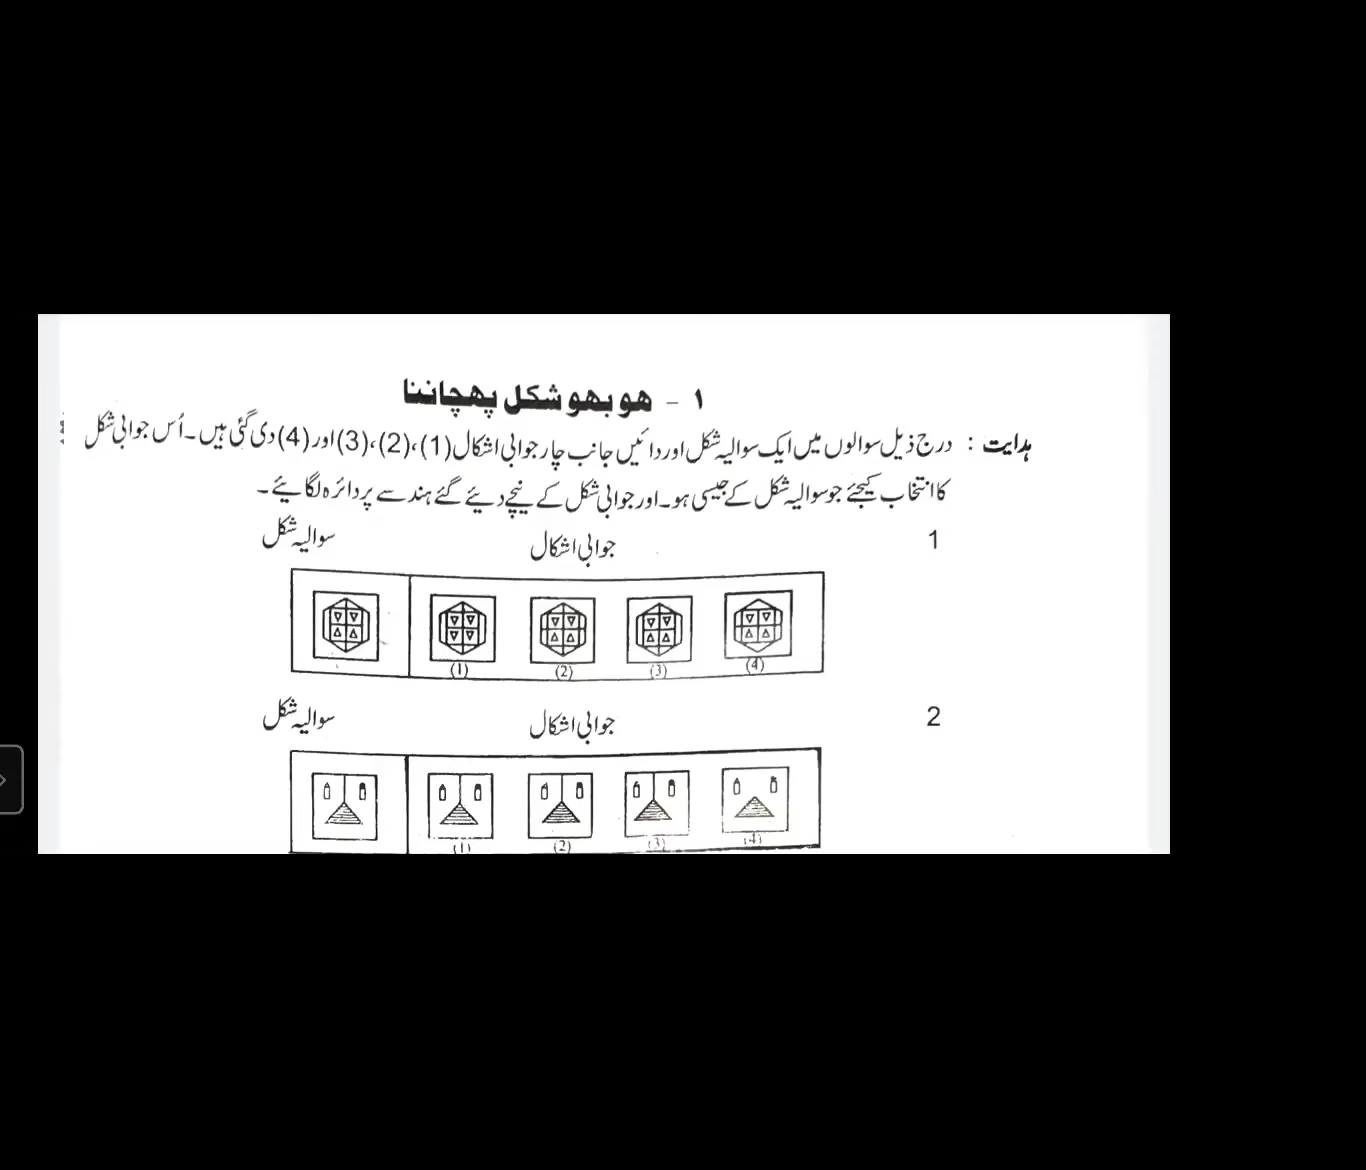 ۱ - ہو بہو شکل پہچاننا
ہدایت : درج ذیل سوالوں میں ایک سوالیہ شکل اور دائیں جانب چار جوابی اشکال (1)،(2)،(3) اور (4) دی گئی ہیں۔ اُس جوابی شکل
کا انتخاب کیجئے جو سوالیہ شکل کے جیسی ہو۔ اور جوابی شکل کے نیچے دیئے گئے ہندسے پر دائرہ لگائیے۔
1 جوابی اشکال سوالیہ شکل
(1) (2) (3) (4)
2 جوابی اشکال سوالیہ شکل
(1) (2) (3) (4)